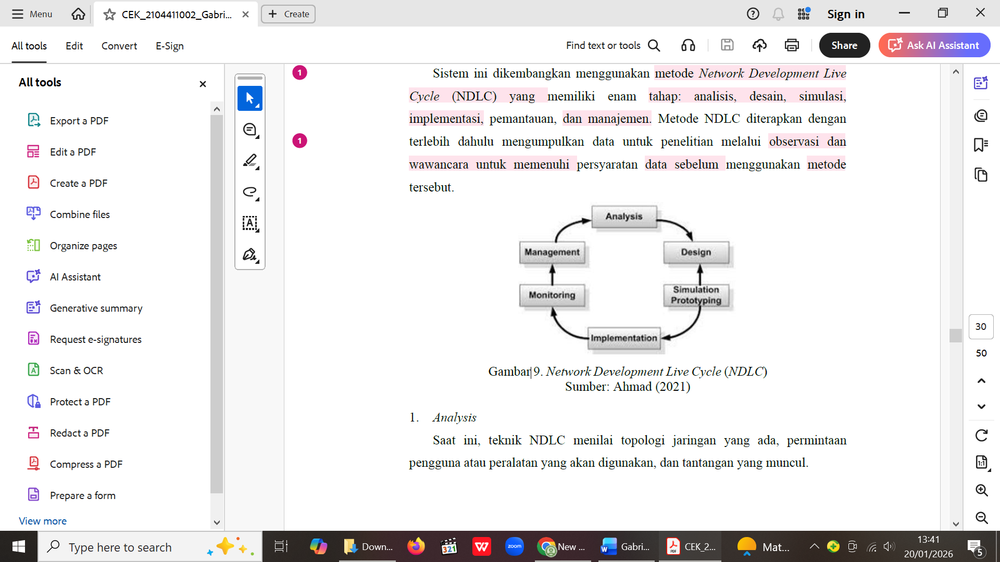 Menu
CEK_2104411002_Gabri...
Create
Sign in
All tools
Edit
Convert
E-Sign
Find text or tools
Share
Ask AI Assistant
All tools
Export a PDF
Edit a PDF
Create a PDF
Combine files
Organize pages
AI Assistant
Generative summary
Request e-signatures
Scan & OCR
Protect a PDF
Redact a PDF
Compress a PDF
Prepare a form
View more
1
1
Sistem ini dikembangkan menggunakan metode Network Development Live
Cycle (NDLC) yang memiliki enam tahap: analisis, desain, simulasi,
implementasi, pemantauan, dan manajemen. Metode NDLC diterapkan dengan
terlebih dahulu mengumpulkan data untuk penelitian melalui observasi dan
wawancara untuk memenuhi persyaratan data sebelum menggunakan metode
tersebut.
Analysis
Management
Design
Monitoring
Simulation
Prototyping
Implementation
Gambar 9. Network Development Live Cycle (NDLC)
Sumber: Ahmad (2021)
1. Analysis
Saat ini, teknik NDLC menilai topologi jaringan yang ada, permintaan
pengguna atau peralatan yang akan digunakan, dan tantangan yang muncul.
30
50
1:1
Type here to search
Down...
321
zoom
New ...
Gabri...
PDF
CEK_2...
Mat...
13:41
20/01/2026
5